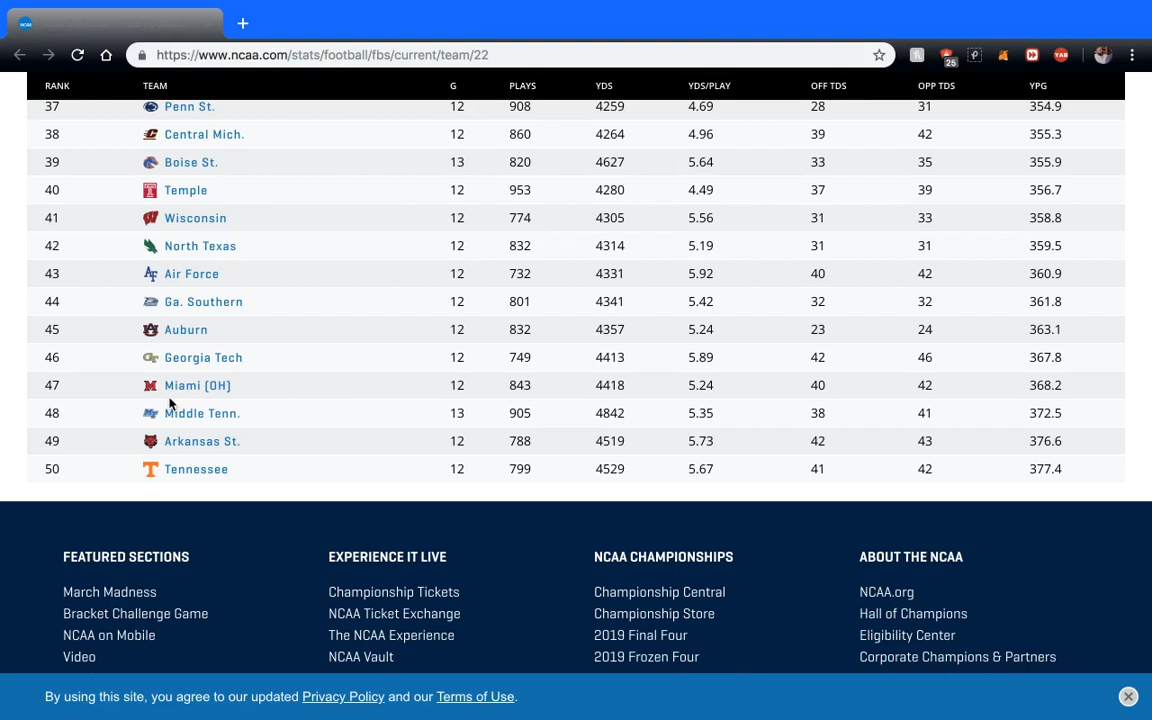 https://www.ncaa.com/stats/football/fbs/current/team/22
25
YAB
RANK TEAM G PLAYS YDS YDS/PLAY OFF TDS OPP TDS YPG
37 Penn St. 12 908 4259 4.69 28 31 354.9
38 Central Mich. 12 860 4264 4.96 39 42 355.3
39 Boise St. 13 820 4627 5.64 33 35 355.9
40 Temple 12 953 4280 4.49 37 39 356.7
41 Wisconsin 12 774 4305 5.56 31 33 358.8
42 North Texas 12 832 4314 5.19 31 31 359.5
43 Air Force 12 732 4331 5.92 40 42 360.9
44 Ga. Southern 12 801 4341 5.42 32 32 361.8
45 Auburn 12 832 4357 5.24 23 24 363.1
46 Georgia Tech 12 749 4413 5.89 42 46 367.8
47 Miami (OH) 12 843 4418 5.24 40 42 368.2
48 Middle Tenn. 13 905 4842 5.35 38 41 372.5
49 Arkansas St. 12 788 4519 5.73 42 43 376.6
50 Tennessee 12 799 4529 5.67 41 42 377.4
FEATURED SECTIONS EXPERIENCE IT LIVE NCAA CHAMPIONSHIPS ABOUT THE NCAA
March Madness Championship Tickets Championship Central NCAA.org
Bracket Challenge Game NCAA Ticket Exchange Championship Store Hall of Champions
NCAA on Mobile The NCAA Experience 2019 Final Four Eligibility Center
Video NCAA Vault 2019 Frozen Four Corporate Champions & Partners
By using this site, you agree to our updated Privacy Policy and our Terms of Use.